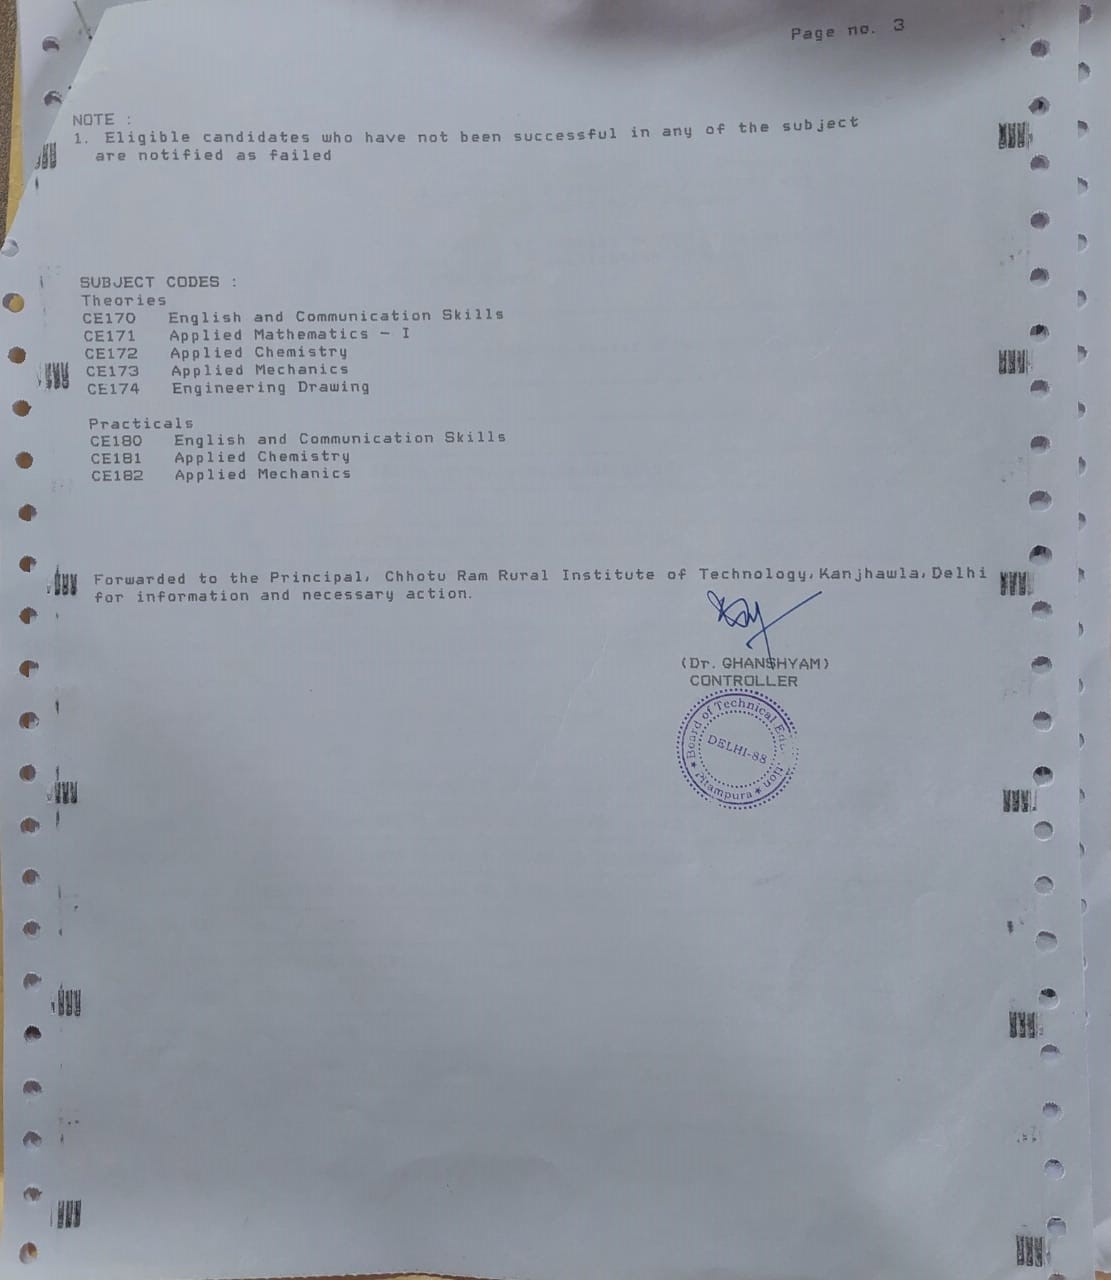 Page no. 3
NOTE :
1. Eligible candidates who have not been successful in any of the subject
are notified as failed
SUBJECT CODES :
Theories
CE170 English and Communication Skills
CE171 Applied Mathematics - I
CE172 Applied Chemistry
CE173 Applied Mechanics
CE174 Engineering Drawing
Practicals
CE180 English and Communication Skills
CE181 Applied Chemistry
CE182 Applied Mechanics
Forwarded to the Principal, Chhotu Ram Rural Institute of Technology,Kanjhawla,Delhi
for information and necessary action.
(Dr. GHANSHYAM)
CONTROLLER
Board of Technical
DELHI-88